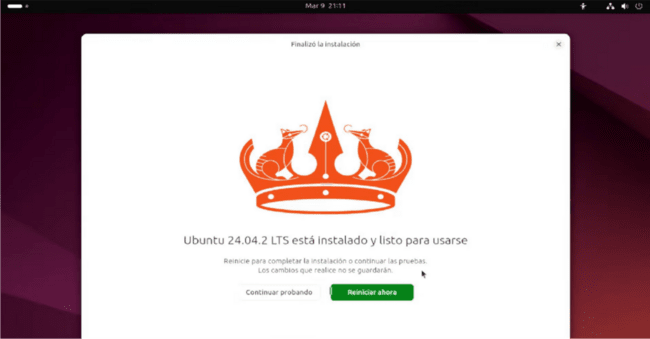 Mar 9 21:11
Finalizó la instalación
Ubuntu 24.04.2 LTS está instalado y listo para usarse
Reinicie para completar la instalación o continuar las pruebas.
Los cambios que realice no se guardarán.
Continuar probando
Reiniciar ahora